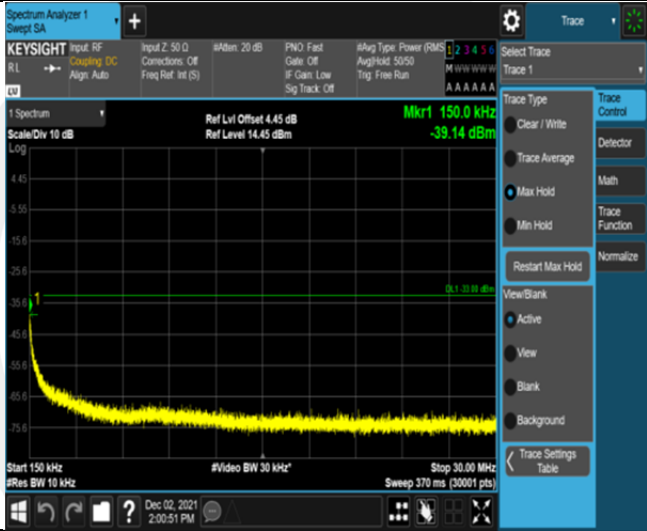 Spectrum Analyzer 1
Swept SA
+
Trace
KEYSIGHT
RL
Input: RF
Coupling: DC
Align: Auto
Input Z: 50 Ω
Corrections: Off
Freq Ref: Int (S)
#Atten: 20 dB
PNO: Fast
Gate: Off
IF Gain: Low
Sig Track: Off
#Avg Type: Power (RMS
Avg|Hold: 50/50
Trig: Free Run
1 2 3 4 5 6
M W W W W W
A A A A A A
Select Trace
Trace 1
1 Spectrum
Scale/Div 10 dB
Log
Ref Lvl Offset 4.45 dB
Ref Level 14.45 dBm
Mkr1 150.0 kHz
-39.14 dBm
4.45
-5.55
-15.6
-25.6
-35.6
-45.6
-55.6
-65.6
-75.6
1
Start 150 kHz
#Res BW 10 kHz
#Video BW 30 kHz*
Stop 30.00 MHz
Sweep 370 ms (30001 pts)
Trace Type
Clear / Write
Trace Average
Max Hold
Min Hold
Restart Max Hold
View/Blank
Active
View
Blank
Background
Trace Settings
Table
Trace
Control
Detector
Math
Trace
Function
Normalize
?
Dec 02, 2021
2:00:51 PM